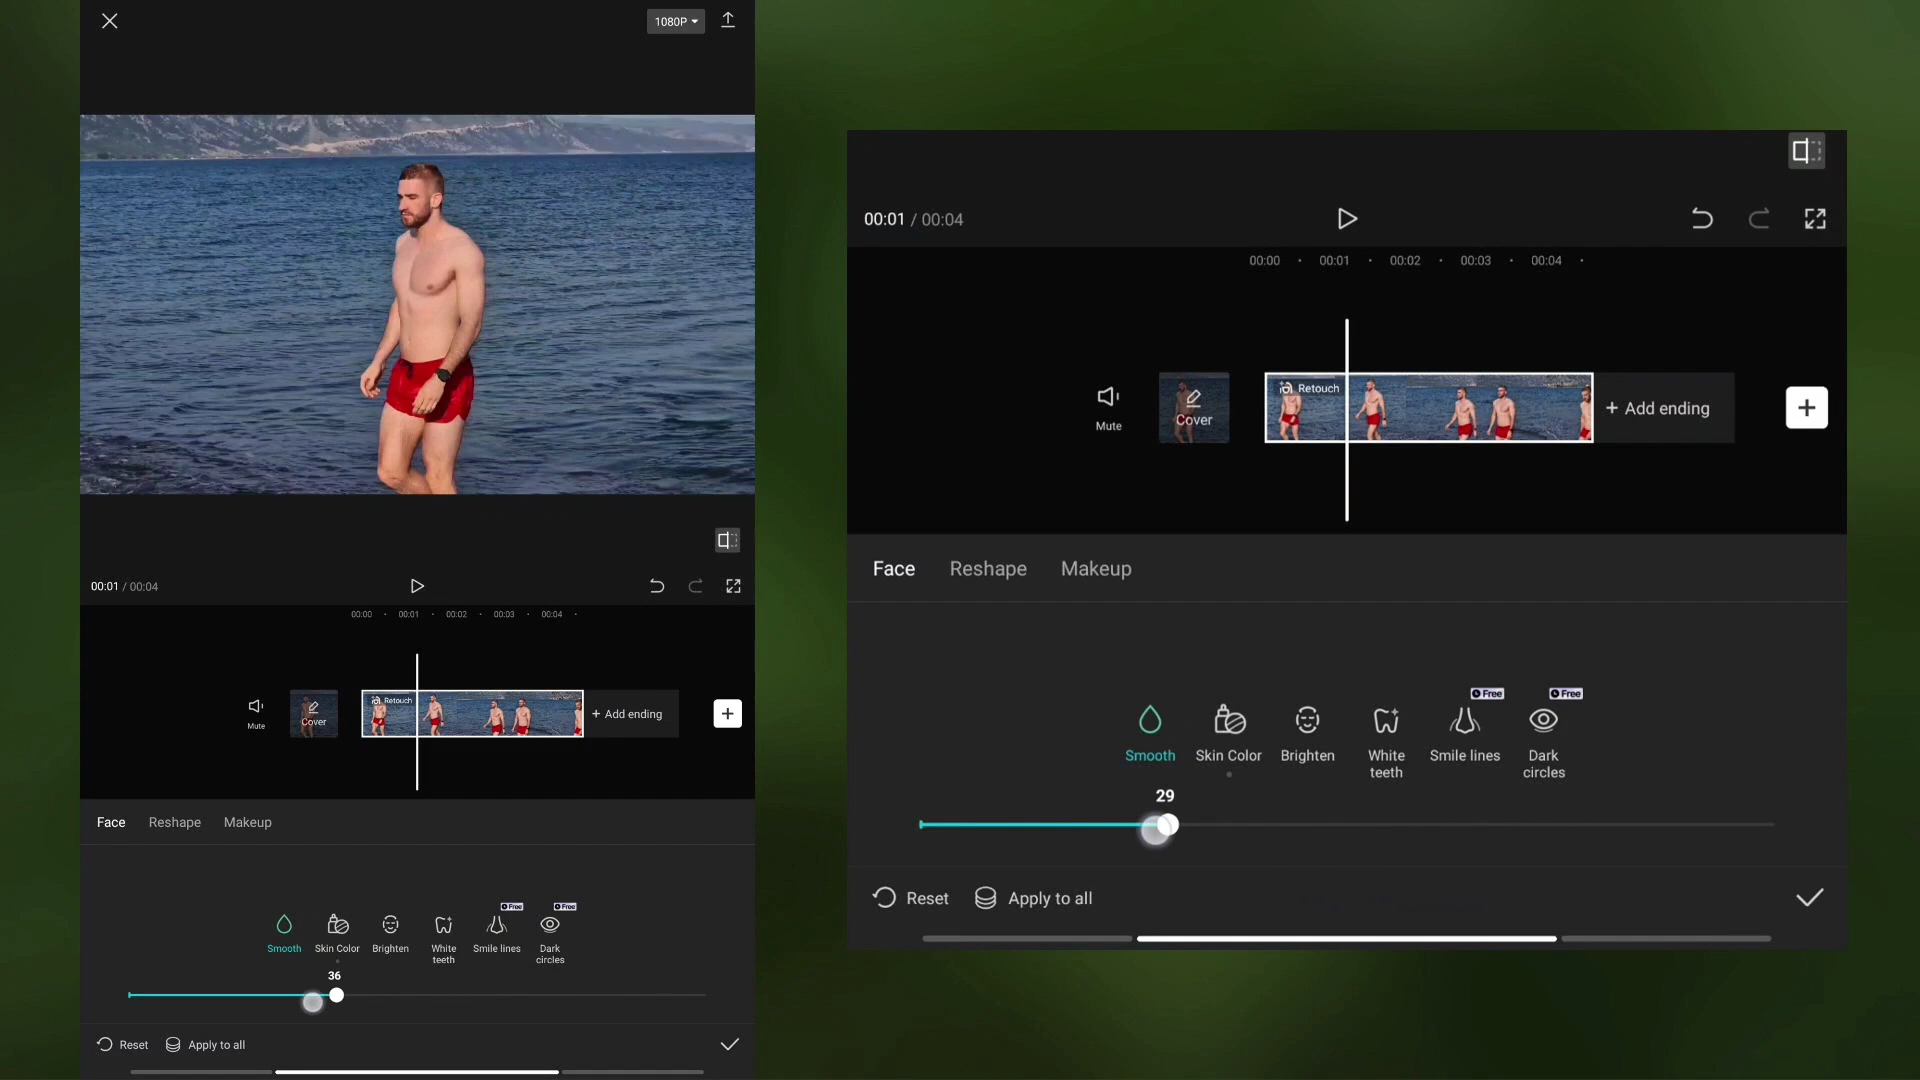 1080P
00:01 / 00:04
00:00 00:01 00:02 00:03 00:04
Mute
Cover
Retouch
+ Add ending
Face Reshape Makeup
Free Free
Smooth Skin Color Brighten White teeth Smile lines Dark circles
36
Reset Apply to all
00:01 / 00:04
00:00 00:01 00:02 00:03 00:04
Mute
Cover
Retouch
+ Add ending
Face Reshape Makeup
Free Free
Smooth Skin Color Brighten White teeth Smile lines Dark circles
29
Reset Apply to all